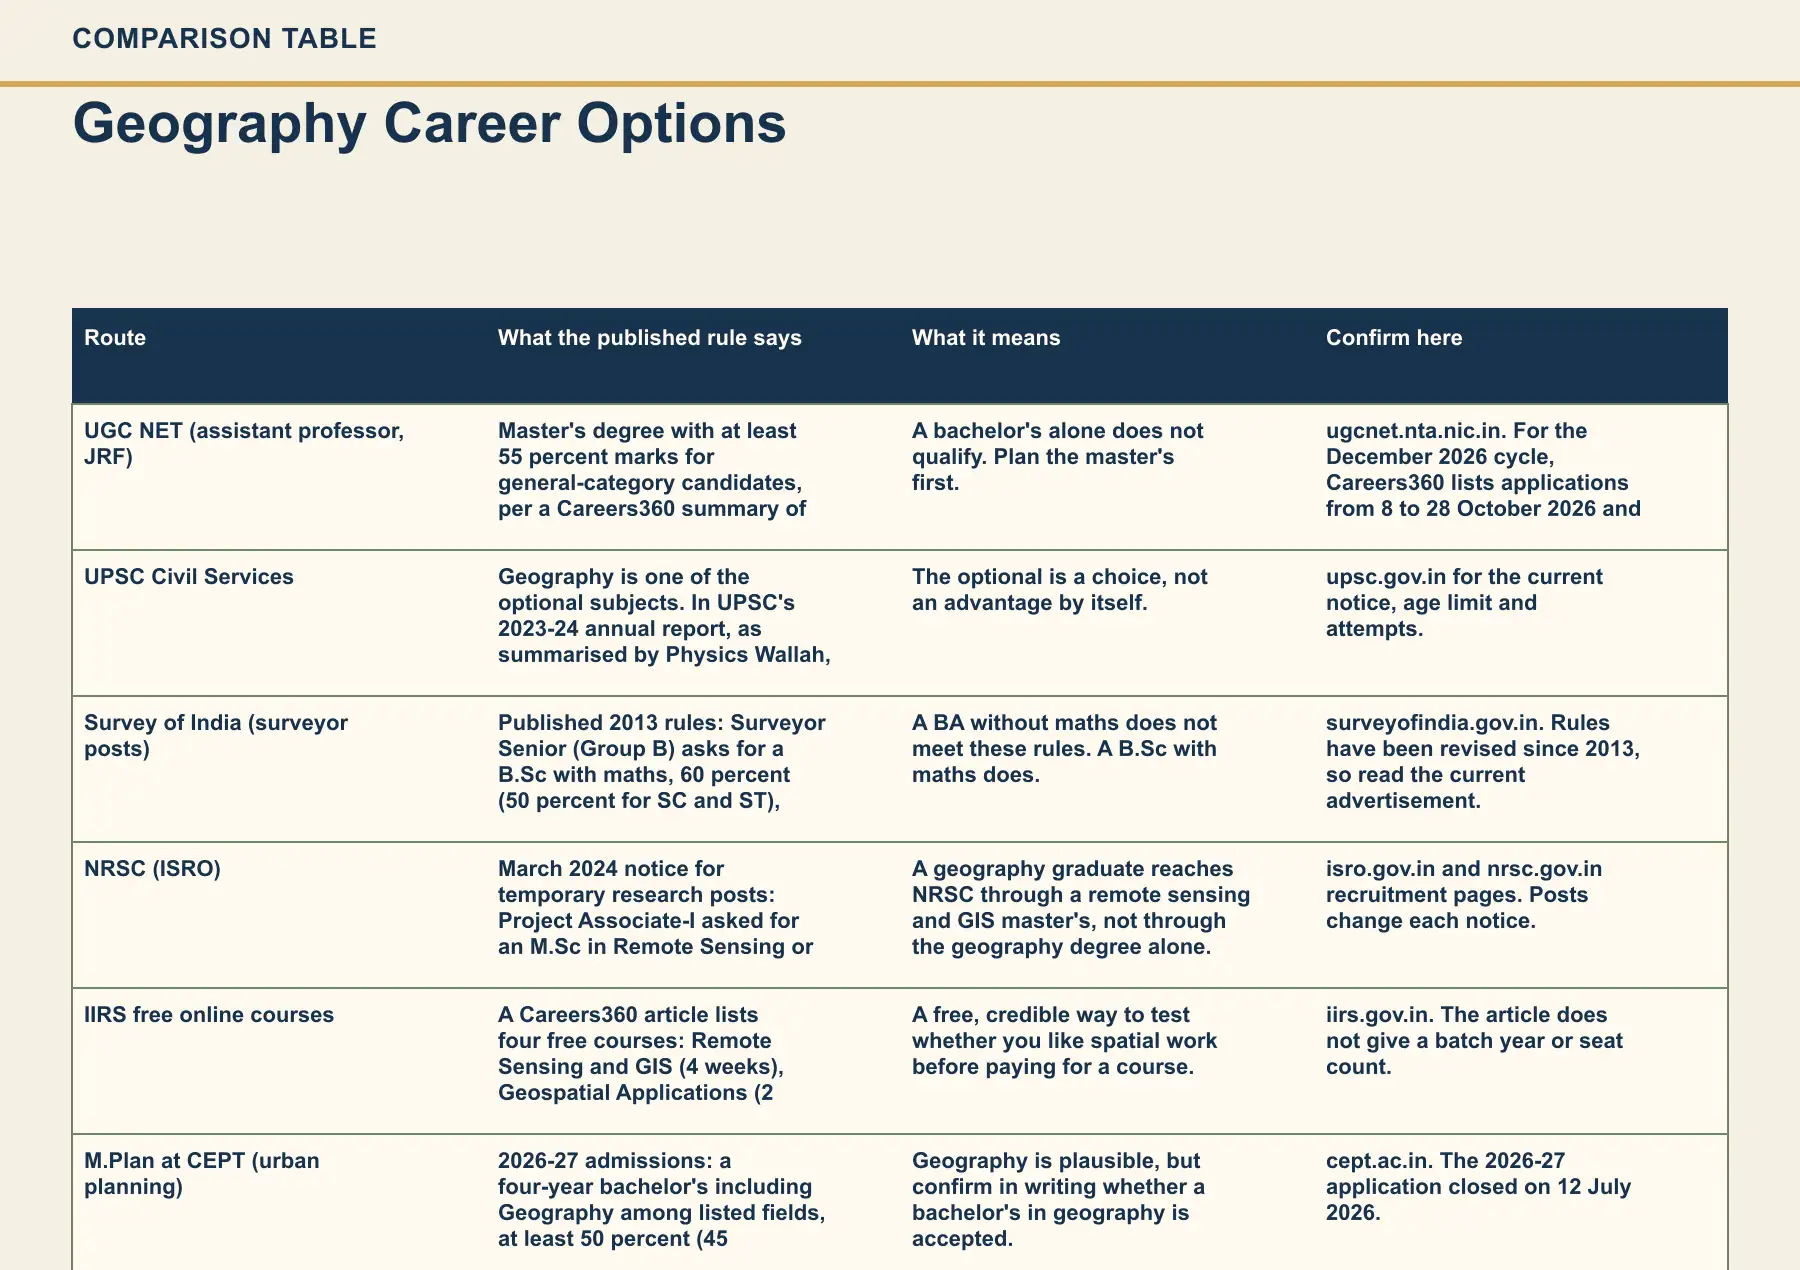 COMPARISON TABLE
Geography Career Options
Route
What the published rule says
What it means
Confirm here
UGC NET (assistant professor,
JRF)
Master's degree with at least
55 percent marks for
general-category candidates,
per a Careers360 summary of
A bachelor's alone does not
qualify. Plan the master's
first.
ugcnet.nta.nic.in. For the
December 2026 cycle,
Careers360 lists applications
from 8 to 28 October 2026 and
UPSC Civil Services
Geography is one of the
optional subjects. In UPSC's
2023-24 annual report, as
summarised by Physics Wallah,
The optional is a choice, not
an advantage by itself.
upsc.gov.in for the current
notice, age limit and
attempts.
Survey of India (surveyor
posts)
Published 2013 rules: Surveyor
Senior (Group B) asks for a
B.Sc with maths, 60 percent
(50 percent for SC and ST),
A BA without maths does not
meet these rules. A B.Sc with
maths does.
surveyofindia.gov.in. Rules
have been revised since 2013,
so read the current
advertisement.
NRSC (ISRO)
March 2024 notice for
temporary research posts:
Project Associate-I asked for
an M.Sc in Remote Sensing or
A geography graduate reaches
NRSC through a remote sensing
and GIS master's, not through
the geography degree alone.
isro.gov.in and nrsc.gov.in
recruitment pages. Posts
change each notice.
IIRS free online courses
A Careers360 article lists
four free courses: Remote
Sensing and GIS (4 weeks),
Geospatial Applications (2
A free, credible way to test
whether you like spatial work
before paying for a course.
iirs.gov.in. The article does
not give a batch year or seat
count.
M.Plan at CEPT (urban
planning)
2026-27 admissions: a
four-year bachelor's including
Geography among listed fields,
at least 50 percent (45
Geography is plausible, but
confirm in writing whether a
bachelor's in geography is
accepted.
cept.ac.in. The 2026-27
application closed on 12 July
2026.